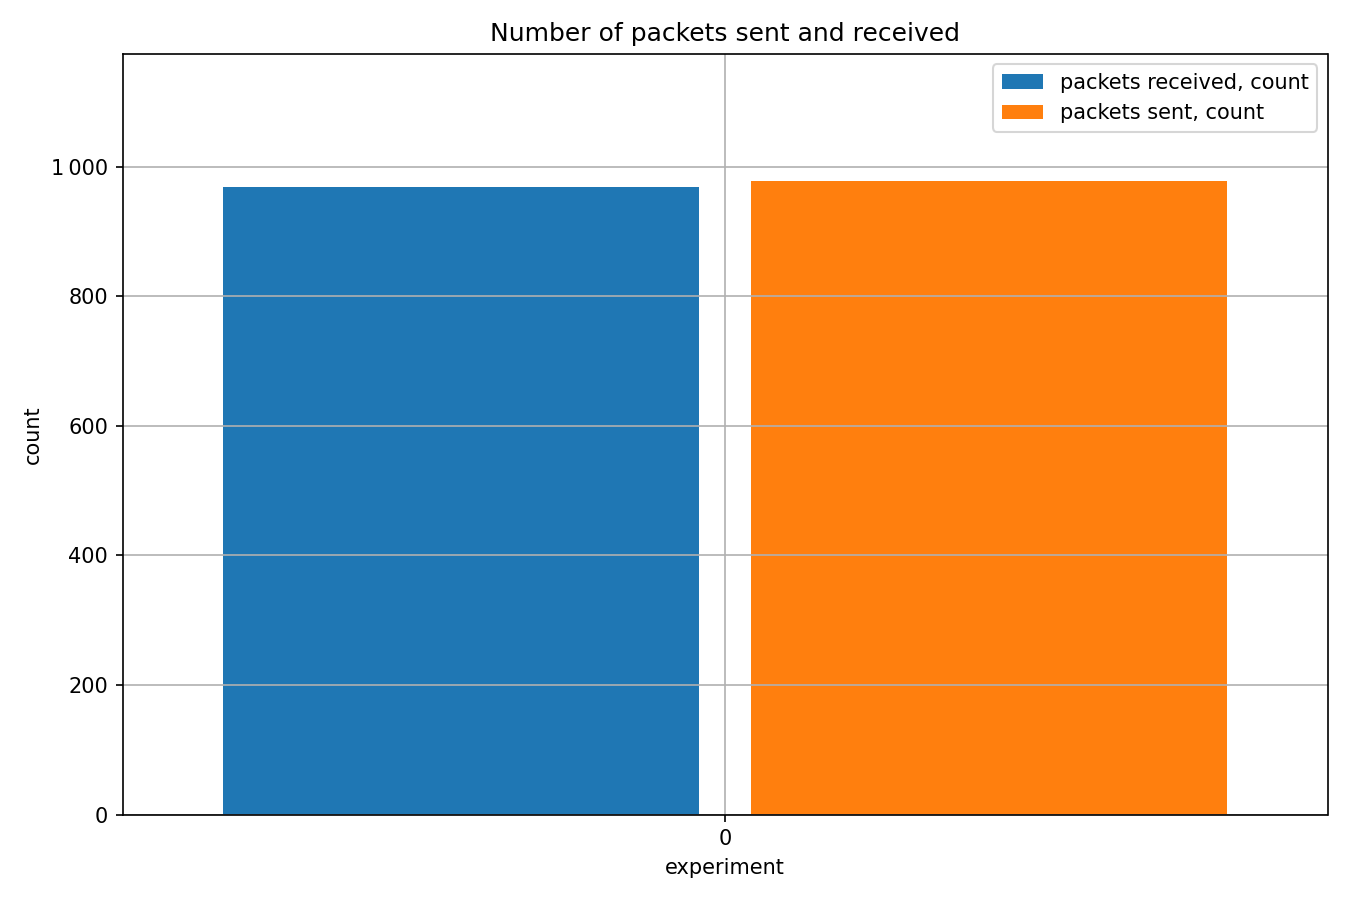 Number of packets sent and received
packets received, count
packets sent, count
1 000
800
600
400
200
0
count
0
experiment